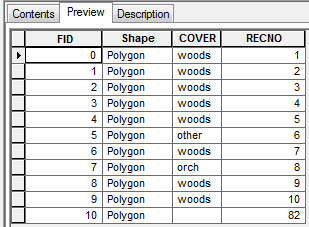 Contents Preview Description
FID Shape COVER RECNO
0 Polygon woods 1
1 Polygon woods 2
2 Polygon woods 3
3 Polygon woods 4
4 Polygon woods 5
5 Polygon other 6
6 Polygon woods 7
7 Polygon orch 8
8 Polygon woods 9
9 Polygon woods 10
10 Polygon 82